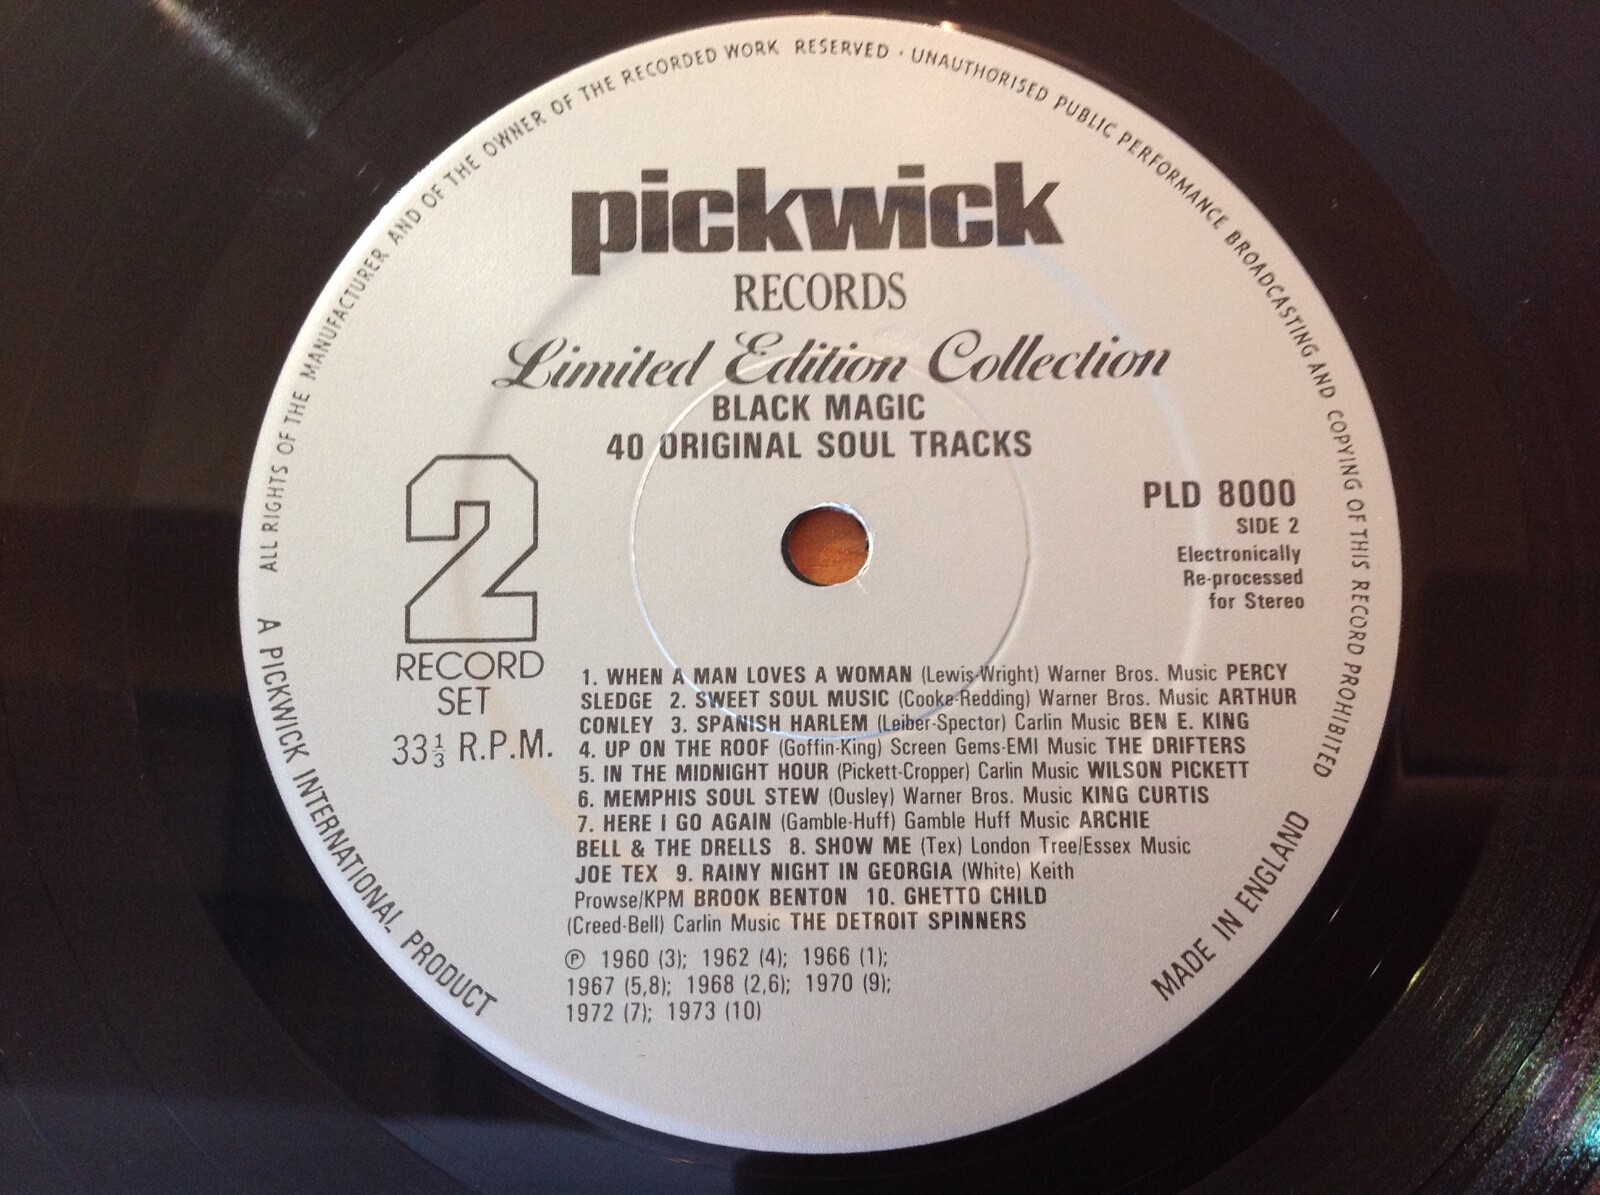 ALL RIGHTS OF THE MANUFACTURER AND OF THE OWNER OF THE RECORDED WORK RESERVED · UNAUTHORISED PUBLIC PERFORMANCE BROADCASTING AND COPYING OF THIS RECORD PROHIBITED
pickwick
RECORDS
Limited Edition Collection
BLACK MAGIC
40 ORIGINAL SOUL TRACKS
2
RECORD
SET
33⅓ R.P.M.
PLD 8000
SIDE 2
Electronically
Re-processed
for Stereo
1. WHEN A MAN LOVES A WOMAN (Lewis-Wright) Warner Bros. Music PERCY
SLEDGE 2. SWEET SOUL MUSIC (Cooke-Redding) Warner Bros. Music ARTHUR
CONLEY 3. SPANISH HARLEM (Leiber-Spector) Carlin Music BEN E. KING
4. UP ON THE ROOF (Goffin-King) Screen Gems-EMI Music THE DRIFTERS
5. IN THE MIDNIGHT HOUR (Pickett-Cropper) Carlin Music WILSON PICKETT
6. MEMPHIS SOUL STEW (Ousley) Warner Bros. Music KING CURTIS
7. HERE I GO AGAIN (Gamble-Huff) Gamble Huff Music ARCHIE
BELL & THE DRELLS 8. SHOW ME (Tex) London Tree/Essex Music
JOE TEX 9. RAINY NIGHT IN GEORGIA (White) Keith
Prowse/KPM BROOK BENTON 10. GHETTO CHILD
(Creed-Bell) Carlin Music THE DETROIT SPINNERS
℗ 1960 (3); 1962 (4); 1966 (1);
1967 (5,8); 1968 (2,6); 1970 (9);
1972 (7); 1973 (10)
A PICKWICK INTERNATIONAL PRODUCT
MADE IN ENGLAND